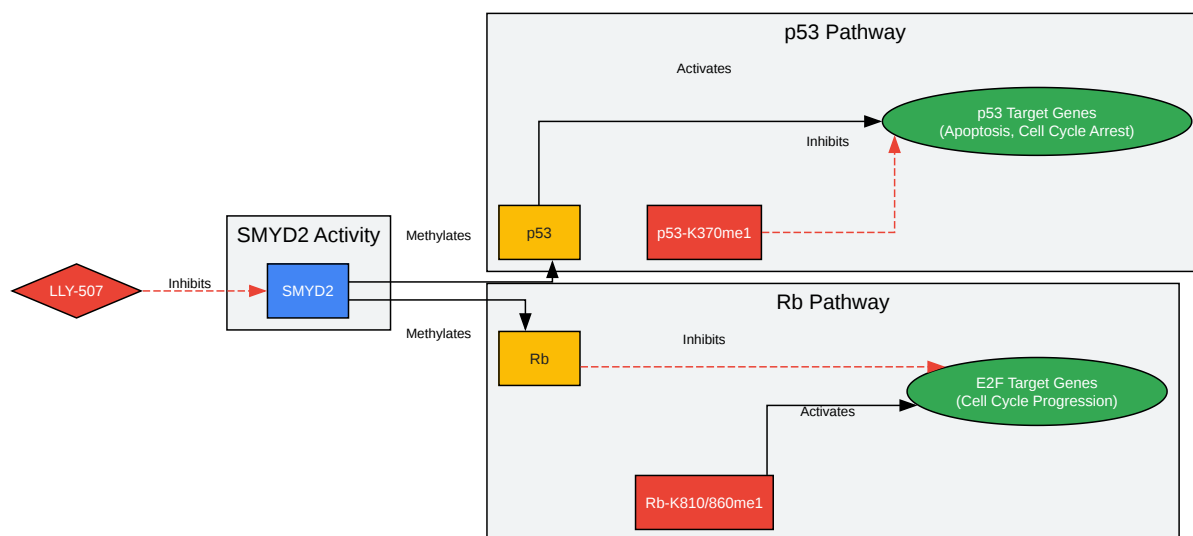 p53 Pathway
Activates
p53 Target Genes
(Apoptosis, Cell Cycle Arrest)
Inhibits
p53
p53-K370me1
SMYD2 Activity
Methylates
LLY-507
Inhibits
SMYD2
Methylates
Rb Pathway
Rb
Inhibits
E2F Target Genes
(Cell Cycle Progression)
Activates
Rb-K810/860me1